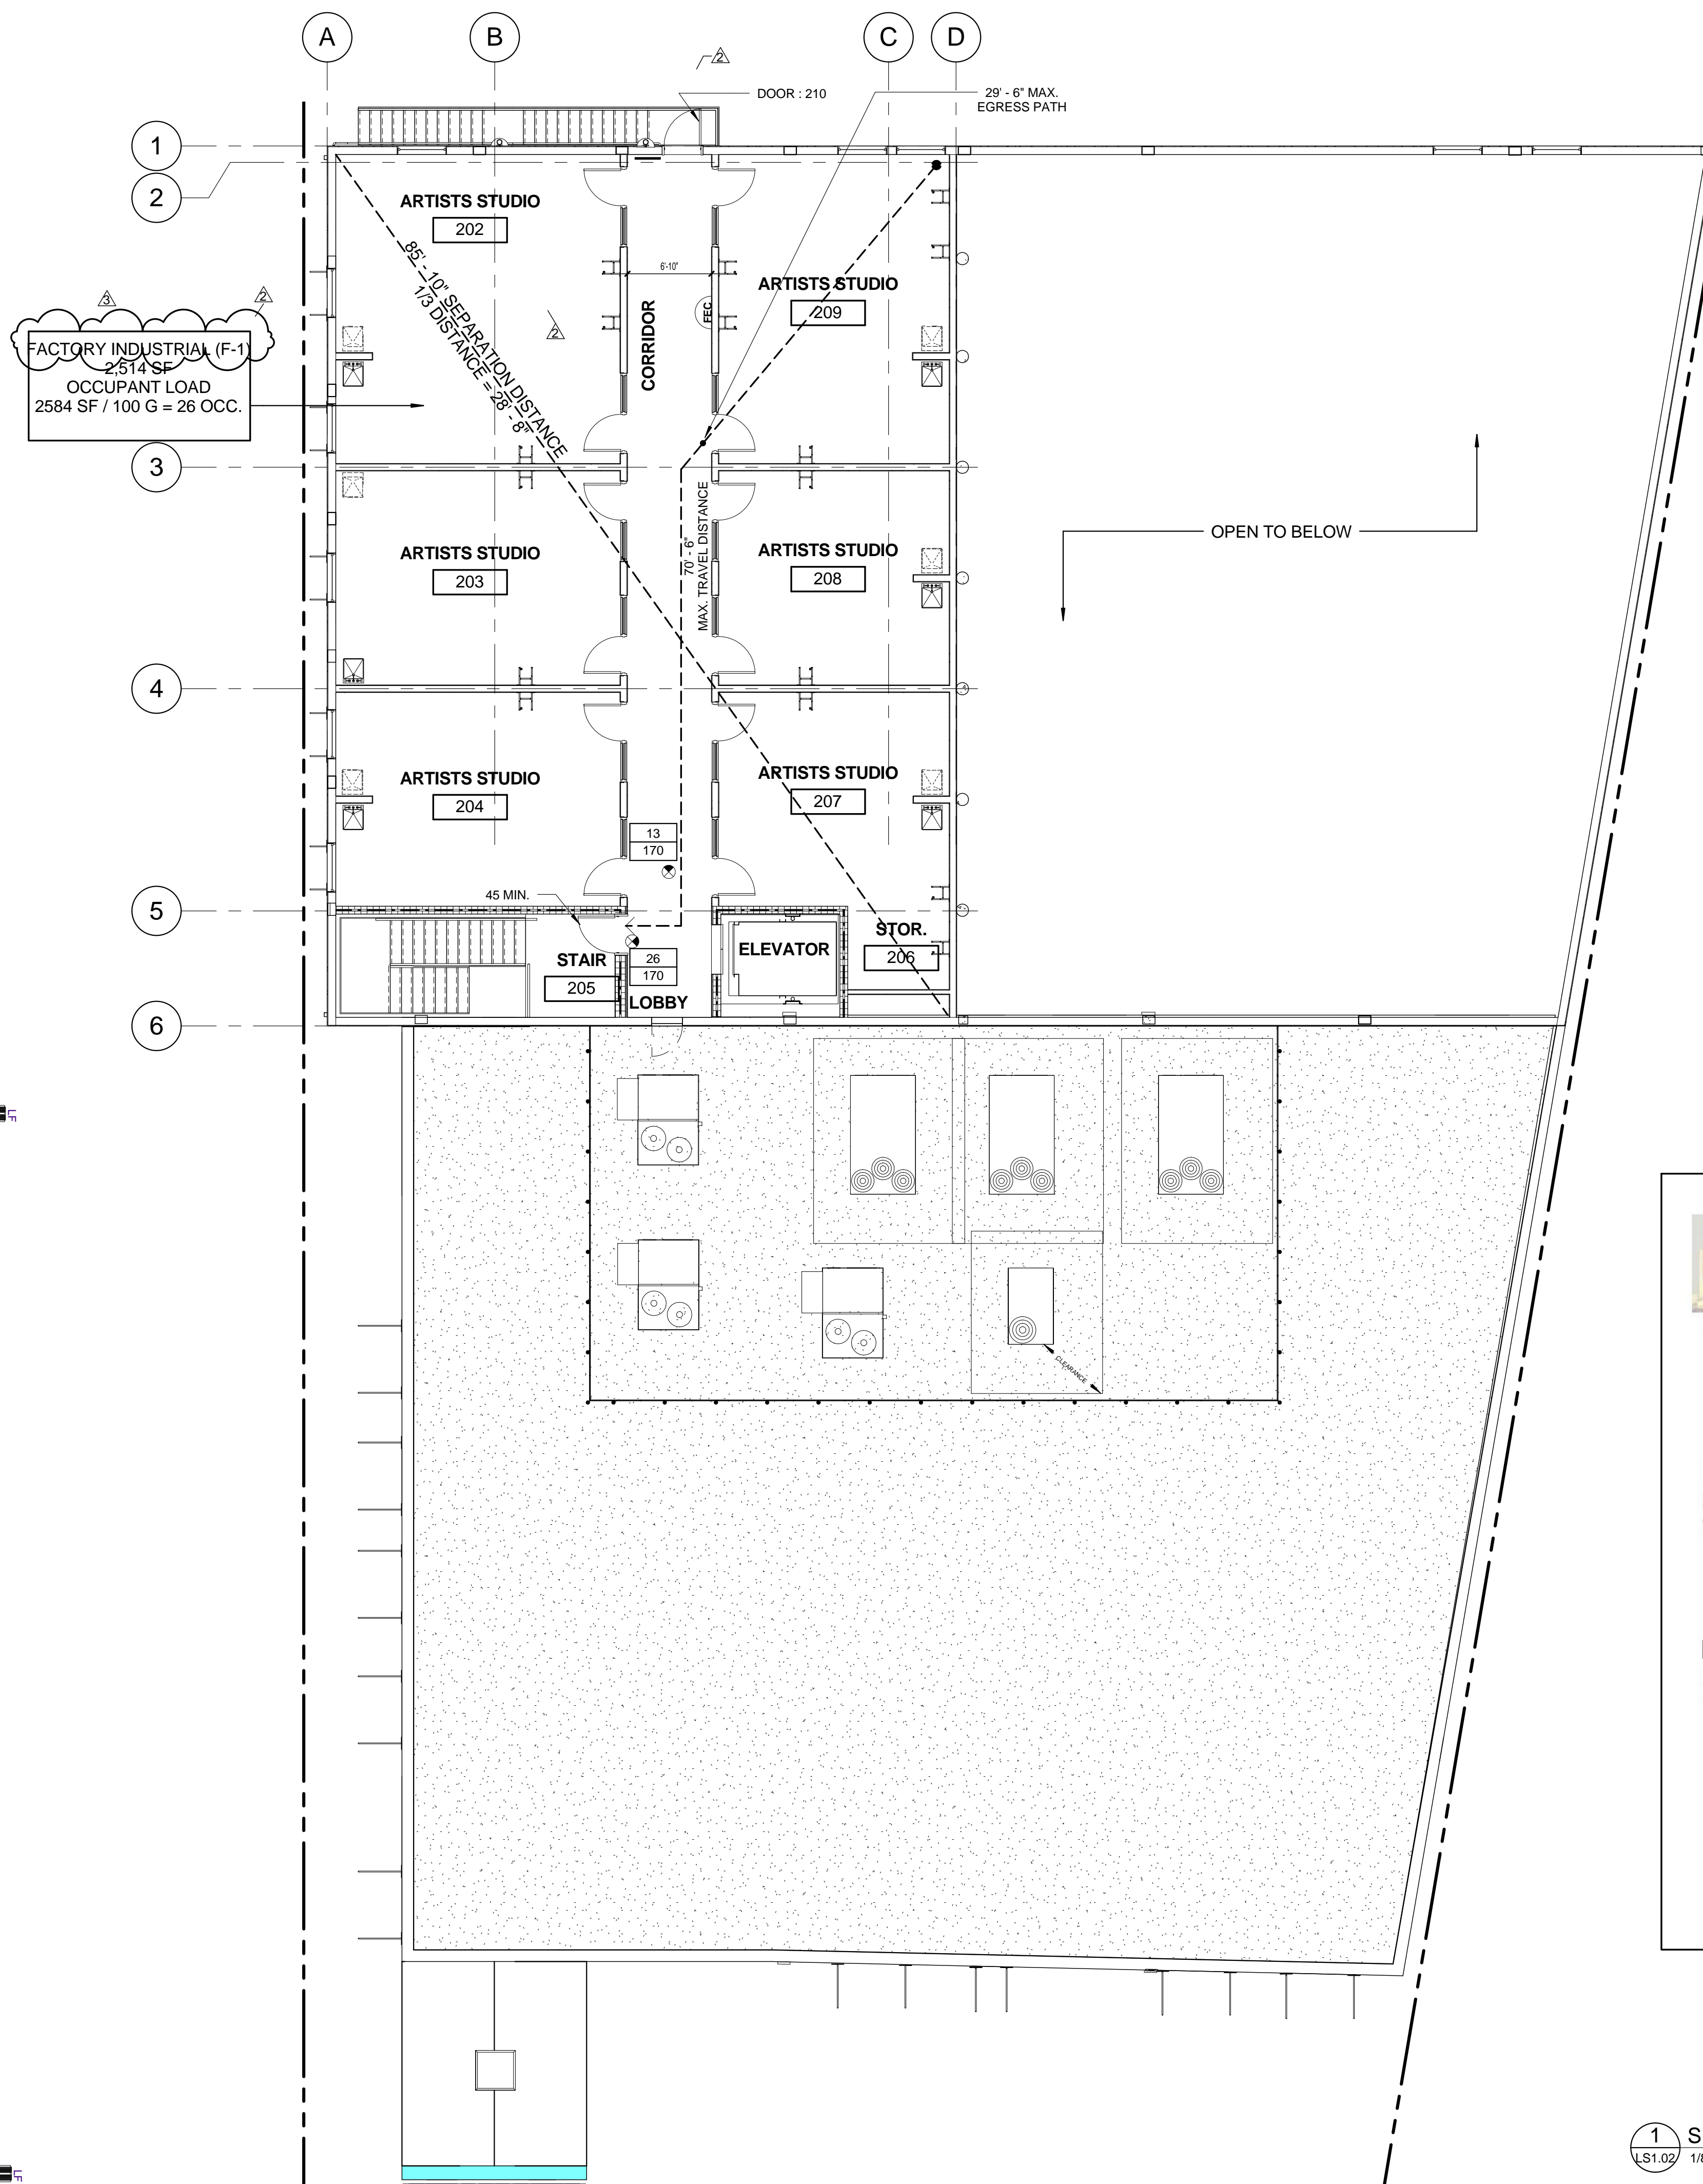 A
B
C
D
2
DOOR : 210
29' - 6" MAX.
EGRESS PATH
1
2
ARTISTS STUDIO
202
85' - 10" SEPARATION DISTANCE
1/3 DISTANCE = 28' - 8"
6'-10"
CORRIDOR
FEC
ARTISTS STUDIO
209
3
2
2
FACTORY INDUSTRIAL (F-1)
2,514 SF
OCCUPANT LOAD
2584 SF / 100 G = 26 OCC.
3
70' - 6"
MAX. TRAVEL DISTANCE
OPEN TO BELOW
ARTISTS STUDIO
203
ARTISTS STUDIO
208
4
ARTISTS STUDIO
204
ARTISTS STUDIO
207
13
170
45 MIN.
5
STAIR
205
26
170
LOBBY
ELEVATOR
STOR.
206
6
LF
CLEARANCE
1
LS1.02
S
LF